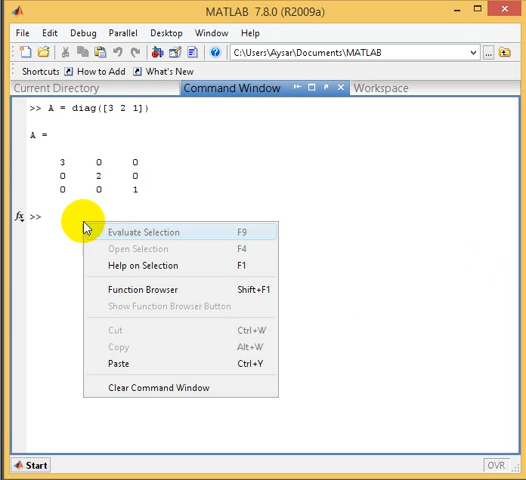 MATLAB 7.8.0 (R2009a)
File Edit Debug Parallel Desktop Window Help
C:\Users\Aysar\Documents\MATLAB
Shortcuts How to Add What's New
Current Directory Command Window Workspace
>> A = diag([3 2 1])
A =
3 0 0
0 2 0
0 0 1
fx >>
Evaluate Selection F9
Open Selection F4
Help on Selection F1
Function Browser Shift+F1
Show Function Browser Button
Cut Ctrl+W
Copy Alt+W
Paste Ctrl+Y
Clear Command Window
Start OVR